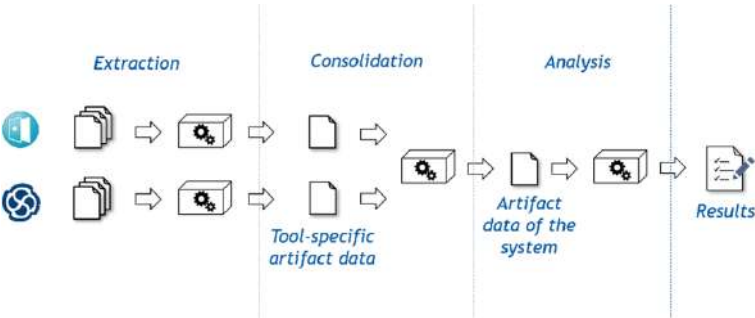 Extraction
Consolidation
Analysis
Tool-specific
artifact data
Artifact
data of the
system
Results